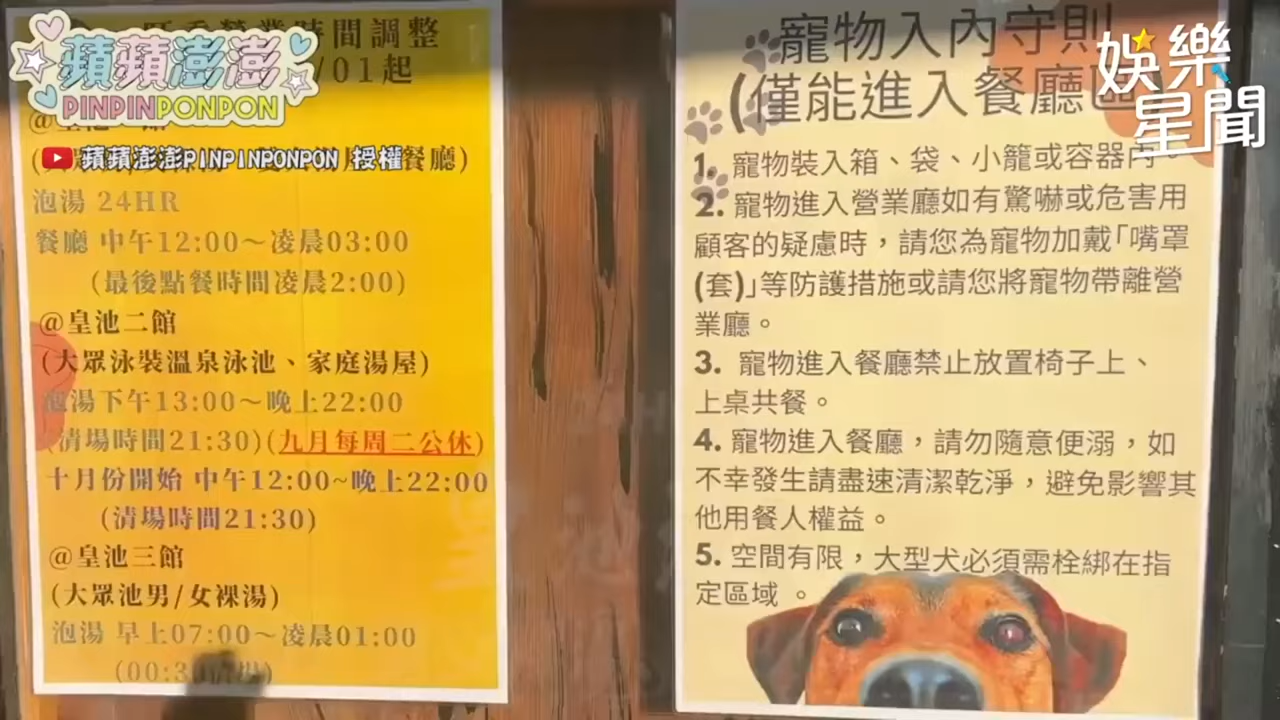 時間調整
/01起
蘋蘋澎澎
PINPINPONPON
蘋蘋澎澎PINPINPONPON 授權
餐廳)
泡湯 24HR
餐廳 中午12:00～凌晨03:00
(最後點餐時間凌晨2:00)
@皇池二館
(大眾泳裝溫泉泳池、家庭湯屋)
泡湯下午13:00～晚上22:00
(清場時間21:30)(九月每周二公休)
十月份開始 中午12:00~晚上22:00
(清場時間21:30)
@皇池三館
(大眾池男/女裸湯)
泡湯 早上07:00～凌晨01:00
寵物入內守則
(僅能進入餐廳區
娛樂
星聞
1. 寵物裝入箱、袋、小籠或容器內。
2. 寵物進入營業廳如有驚嚇或危害用
顧客的疑慮時，請您為寵物加戴「嘴罩
(套)」等防護措施或請您將寵物帶離營
業廳。
3. 寵物進入餐廳禁止放置椅子上、
上桌共餐。
4. 寵物進入餐廳，請勿隨意便溺，如
不幸發生請盡速清潔乾淨，避免影響其
他用餐人權益。
5. 空間有限，大型犬必須需栓綁在指
定區域 。